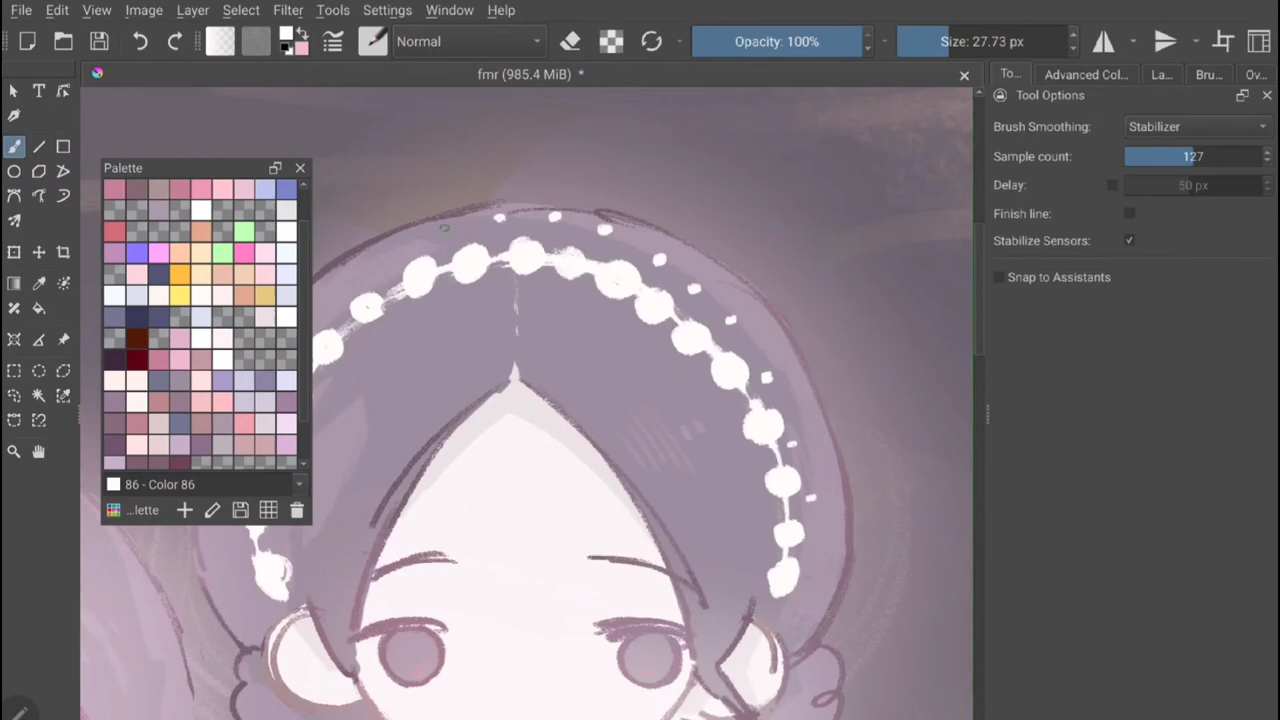 File Edit View Image Layer Select Filter Tools Settings Window Help
Normal Opacity: 100% Size: 27.73 px
fmr (985.4 MiB) *
To... Advanced Col... La... Bru... Ov...
Tool Options
Brush Smoothing: Stabilizer
Sample count: 127
Delay: 50 px
Finish line:
Stabilize Sensors:
Snap to Assistants
Palette
86 - Color 86
...lette